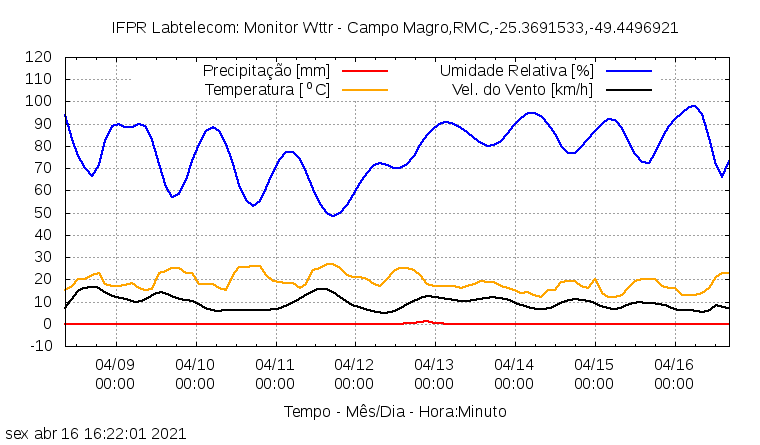 IFPR Labtelecom: Monitor Wttr - Campo Magro,RMC,-25.3691533,-49.4496921
120
110
100
90
80
70
60
50
40
30
20
10
0
-10
Precipitação [mm]
Temperatura [ ⁰C]
Umidade Relativa [%]
Vel. do Vento [km/h]
04/09 04/10 04/11 04/12 04/13 04/14 04/15 04/16
00:00 00:00 00:00 00:00 00:00 00:00 00:00 00:00
Tempo - Mês/Dia - Hora:Minuto
sex abr 16 16:22:01 2021